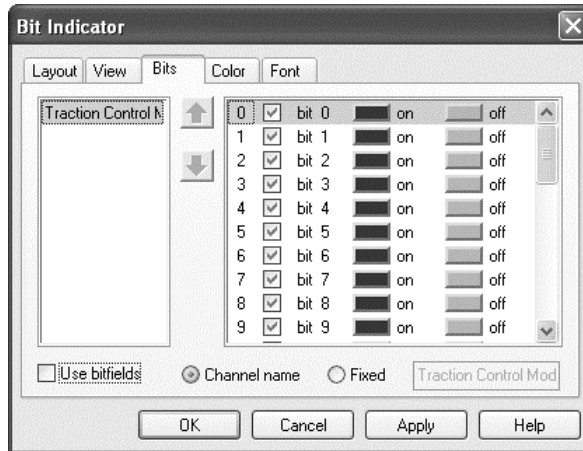 Bit Indicator
Layout View Bits Color Font
Traction Control M
0 bit 0 on off
1 bit 1 on off
2 bit 2 on off
3 bit 3 on off
4 bit 4 on off
5 bit 5 on off
6 bit 6 on off
7 bit 7 on off
8 bit 8 on off
9 bit 9 on off
Use bitfields Channel name Fixed Traction Control Mod
OK Cancel Apply Help